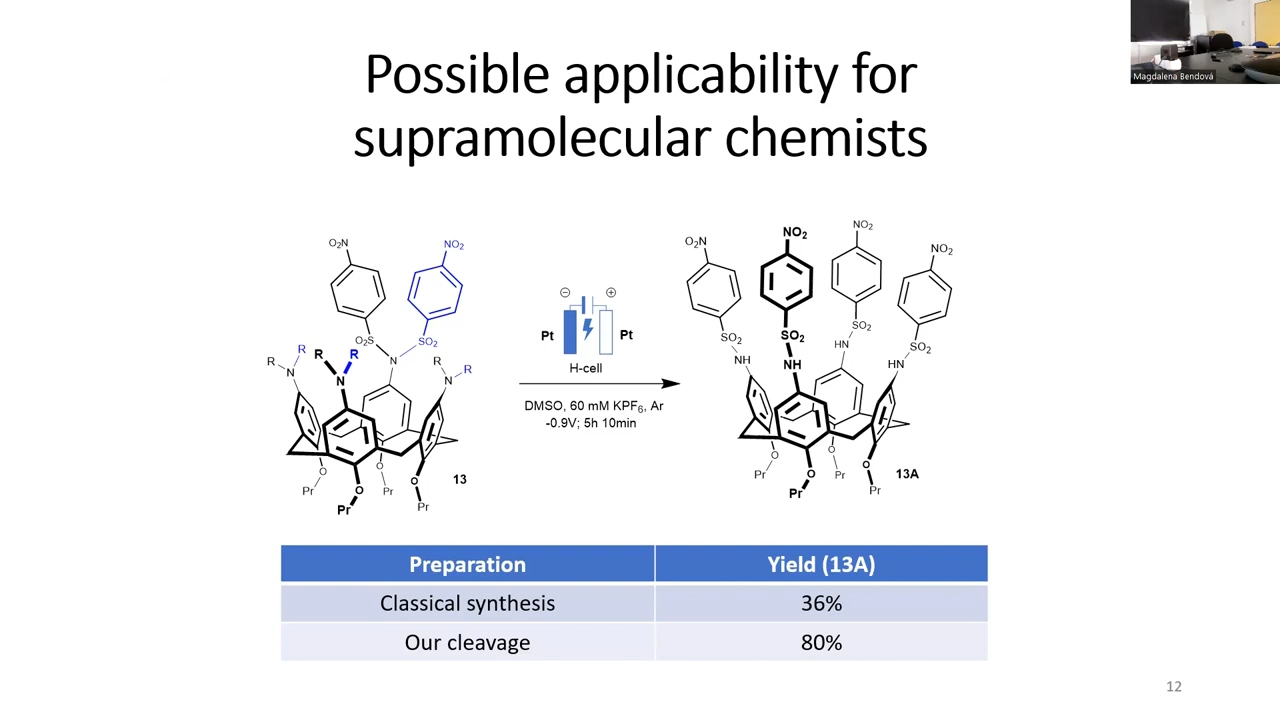 Possible applicability for
supramolecular chemists
Magdalena Bendová
O₂N
NO₂
O₂S
SO₂
R
R
R
R
R
R
N
N
N
N
O
O
O
O
Pr
Pr
Pr
Pr
13
⊖
⊕
Pt
Pt
H-cell
DMSO, 60 mM KPF₆, Ar
-0.9V; 5h 10min
O₂N
NO₂
NO₂
NO₂
SO₂
SO₂
SO₂
SO₂
NH
NH
HN
HN
O
O
O
O
Pr
Pr
Pr
Pr
13A
Preparation
Yield (13A)
Classical synthesis
36%
Our cleavage
80%
12